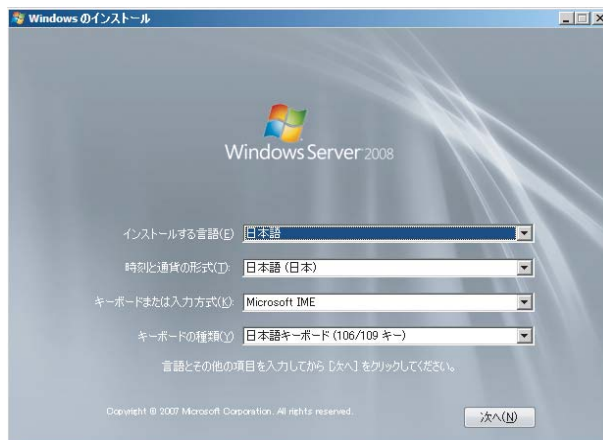 Windows のインストール
Windows Server 2008
インストールする言語(E) 日本語
時刻と通貨の形式(T): 日本語 (日本)
キーボードまたは入力方式(K): Microsoft IME
キーボードの種類(Y) 日本語キーボード (106/109 キー)
言語とその他の項目を入力してから [次へ] をクリックしてください。
Copyright © 2007 Microsoft Corporation. All rights reserved.
次へ(N)